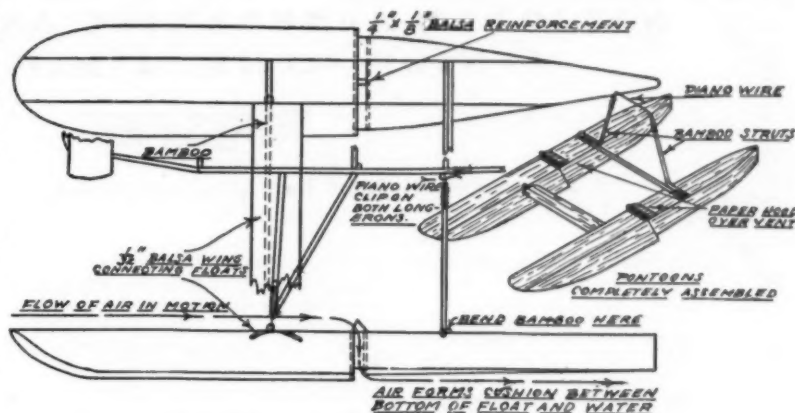 1/4" x 1/8" BALSA REINFORCEMENT
PIANO WIRE
BAMBOO STRUTS
BAMBOO
PIANO WIRE
CLIP ON
BOTH LONG-
ERONS.
PAPER HOOD
OVER VENT
1/32" BALSA WING
CONNECTING FLOATS
PONTOONS
COMPLETELY ASSEMBLED
FLOW OF AIR IN MOTION
BEND BAMBOO HERE
AIR FORMS CUSHION BETWEEN
BOTTOM OF FLOAT AND WATER